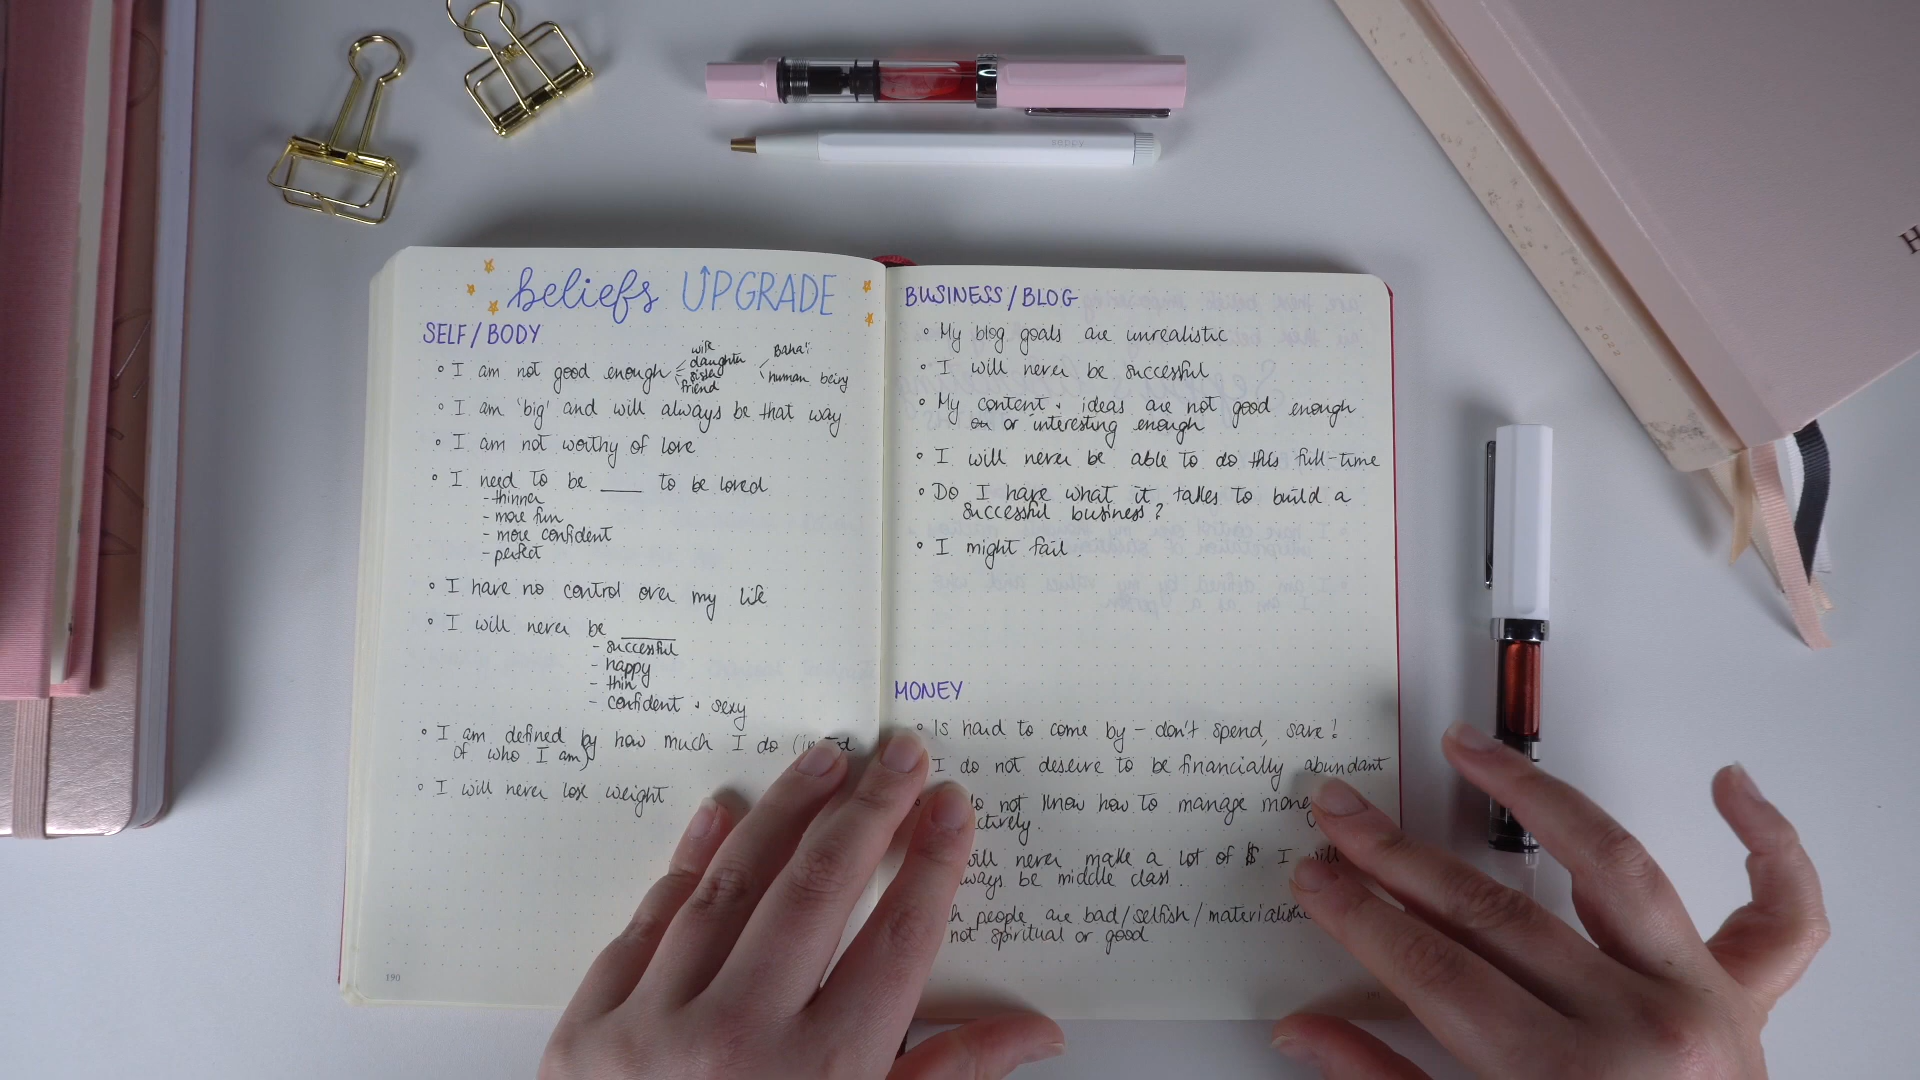 beliefs UPGRADE
SELF/BODY
I am not good enough
wife
daughter
sister
friend
Baha'i
human being
I am 'big' and will always be that way
I am not worthy of love
I need to be ____ to be loved
- thinner
- more fun
- more confident
- perfect
I have no control over my life
I will never be ____
- successful
- happy
- thin
- confident + sexy
I am defined by how much I do
of who I am)
I will never lose weight
190
BUSINESS/BLOG
My blog goals are unrealistic
I will never be successful
My content + ideas are not good enough
or interesting enough
I will never be able to do this full-time
Do I have what it takes to build a
successful business?
I might fail.
MONEY
Is hard to come by - don't spend, save!
I do not deserve to be financially abundant
do not know how to manage money
will never make a lot of $ I will
be middle class.
people are bad/selfish/materialistic
not spiritual or good
2022
H